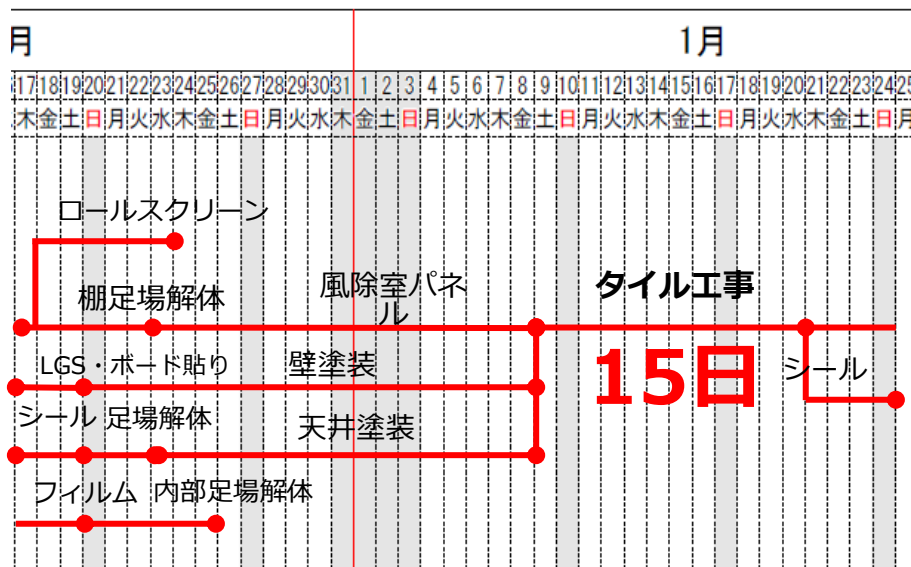 月
1月
17 18 19 20 21 22 23 24 25 26 27 28 29 30 31 1 2 3 4 5 6 7 8 9 10 11 12 13 14 15 16 17 18 19 20 21 22 23 24 25
木 金 土 日 月 火 水 木 金 土 日 月 火 水 木 金 土 日 月 火 水 木 金 土 日 月 火 水 木 金 土 日 月 火 水 木 金 土 日 月
ロールスクリーン
棚足場解体
風除室パネ
ル
タイル工事
LGS・ボード貼り
壁塗装
15日
シール
シール
足場解体
天井塗装
フィルム
内部足場解体